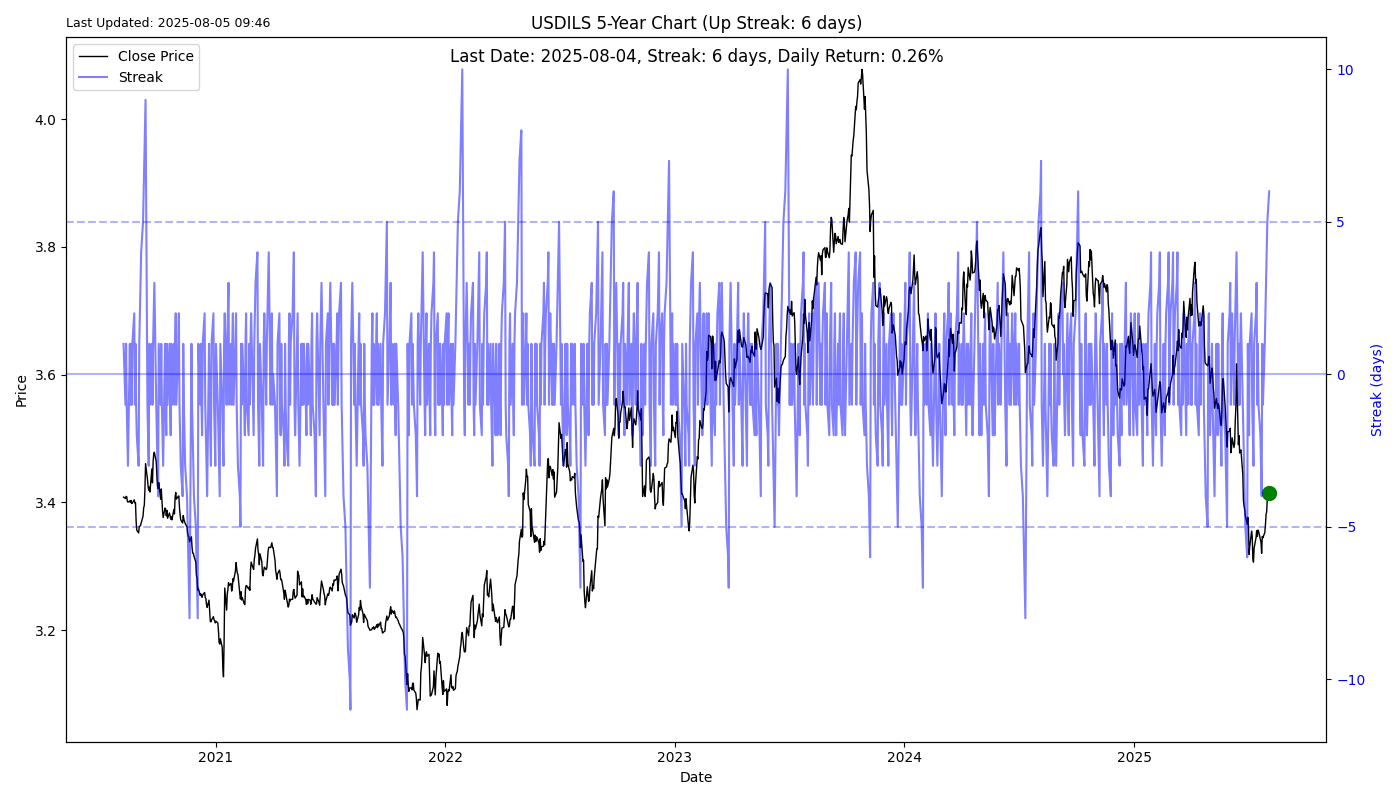 Last Updated: 2025-08-05 09:46
USDILS 5-Year Chart (Up Streak: 6 days)
Last Date: 2025-08-04, Streak: 6 days, Daily Return: 0.26%
Close Price
Streak
4.0
3.8
3.6
3.4
3.2
Price
10
5
0
−5
−10
Streak (days)
2021
2022
2023
2024
2025
Date